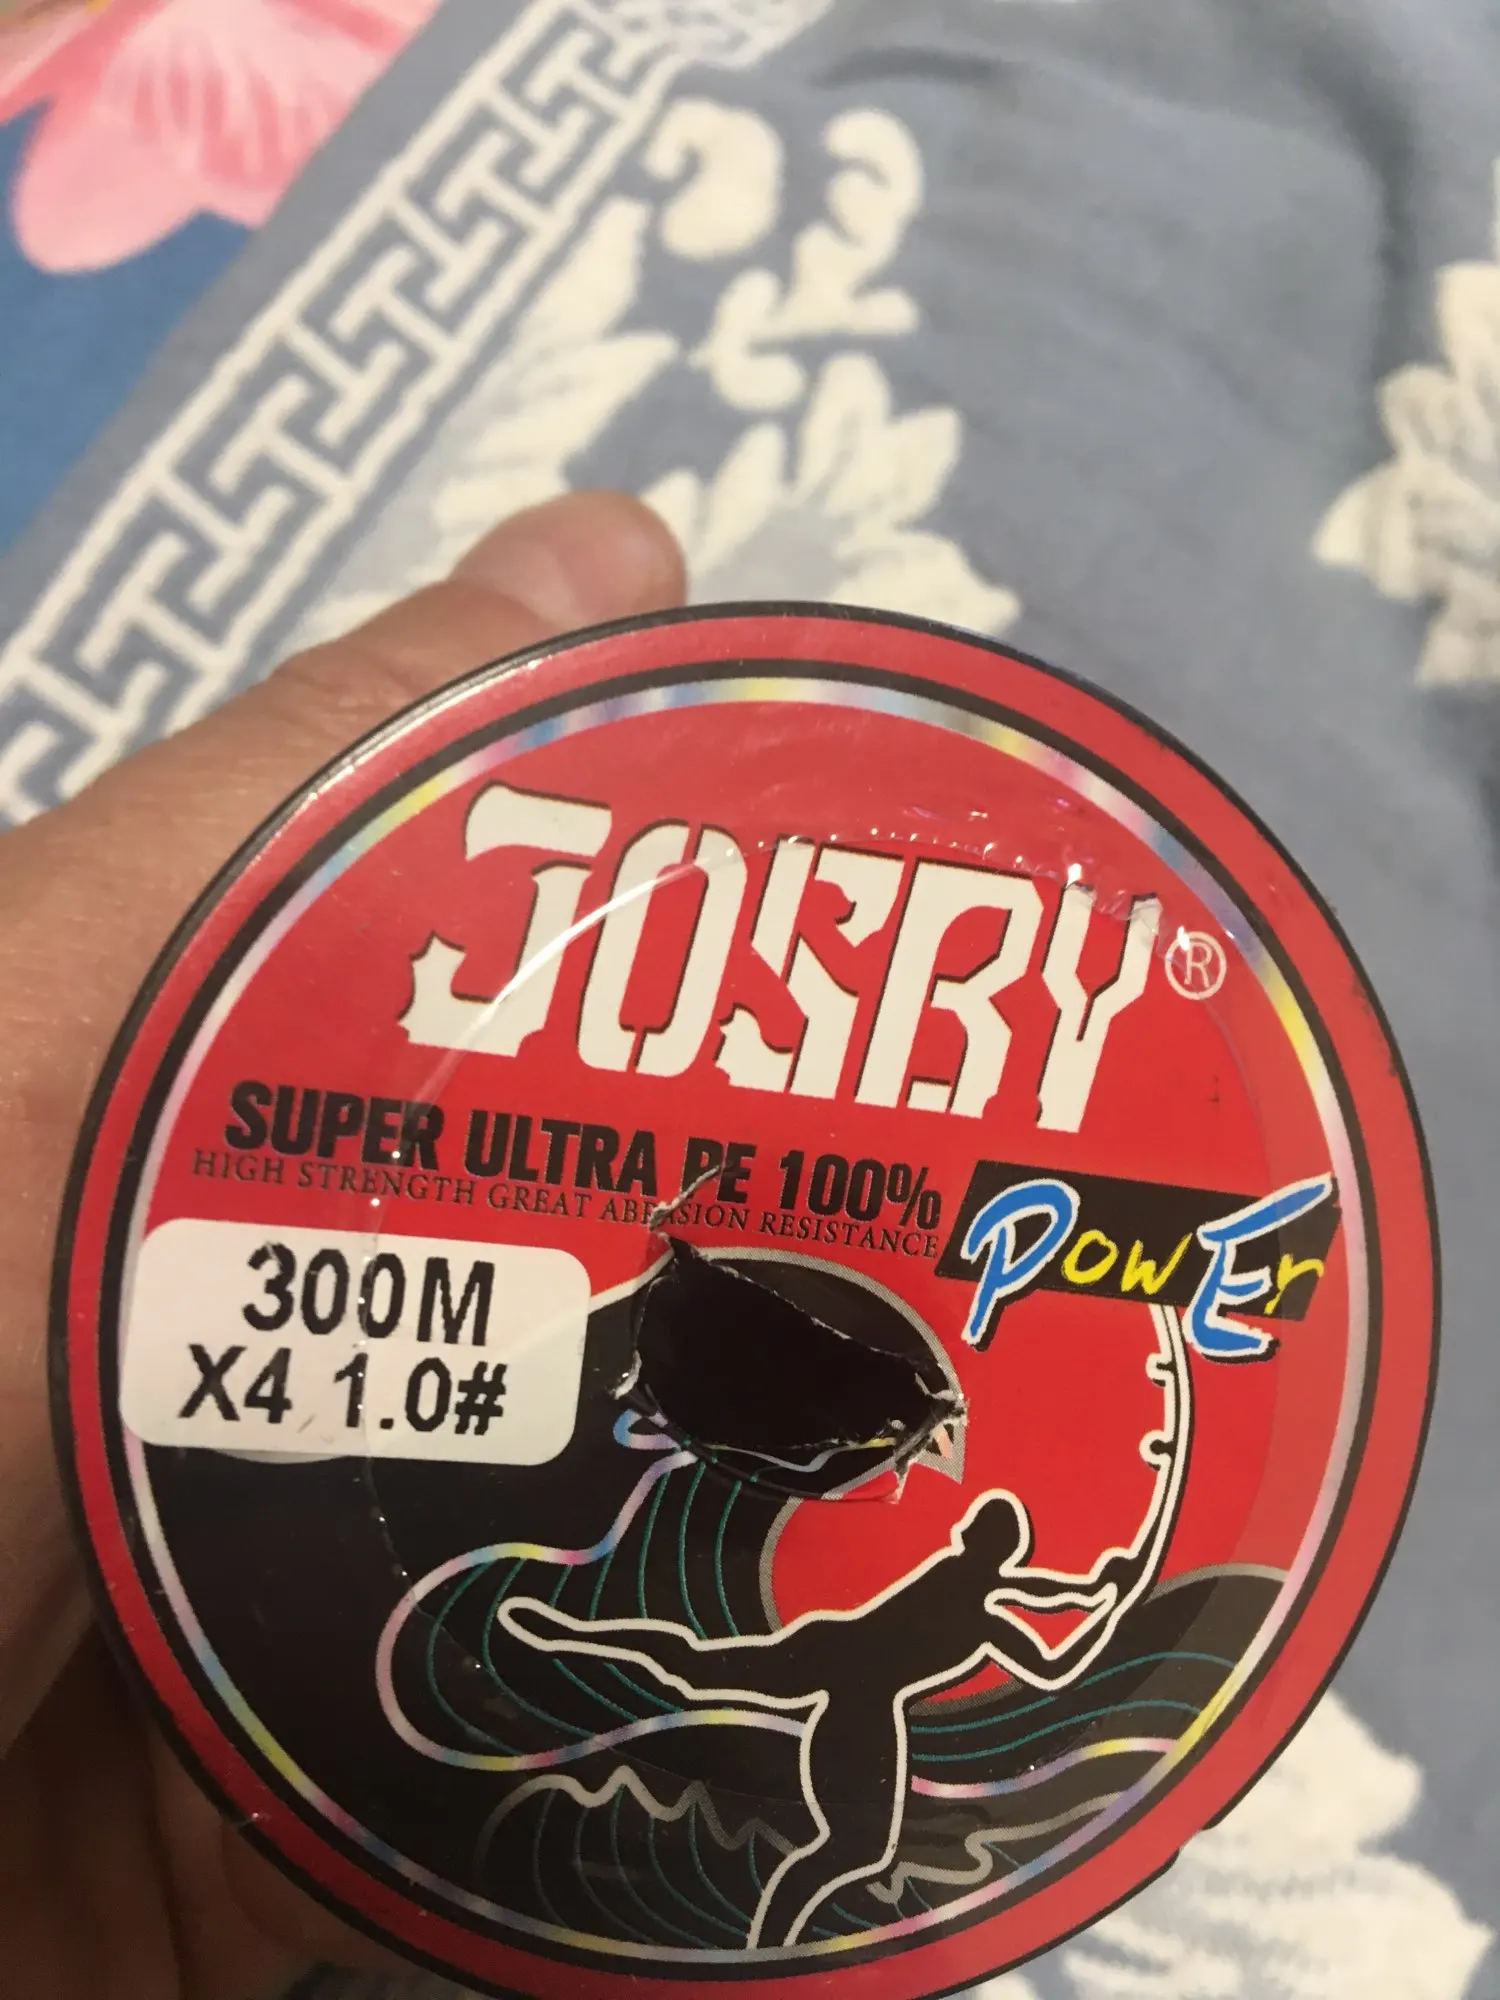 JOSBY®
SUPER ULTRA PE 100%
HIGH STRENGTH GREAT ABRASION RESISTANCE
PowEr
300M
X4 1.0#